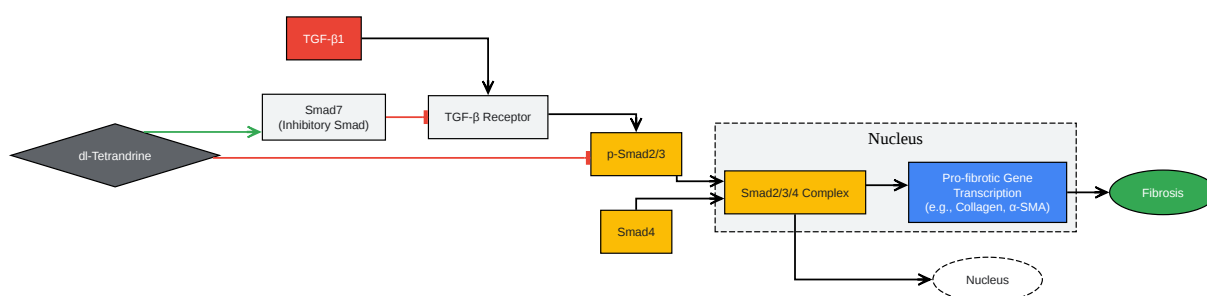 TGF-β1
Smad7
(Inhibitory Smad)
TGF-β Receptor
dl-Tetrandrine
p-Smad2/3
Nucleus
Smad2/3/4 Complex
Pro-fibrotic Gene
Transcription
(e.g., Collagen, α-SMA)
Fibrosis
Smad4
Nucleus